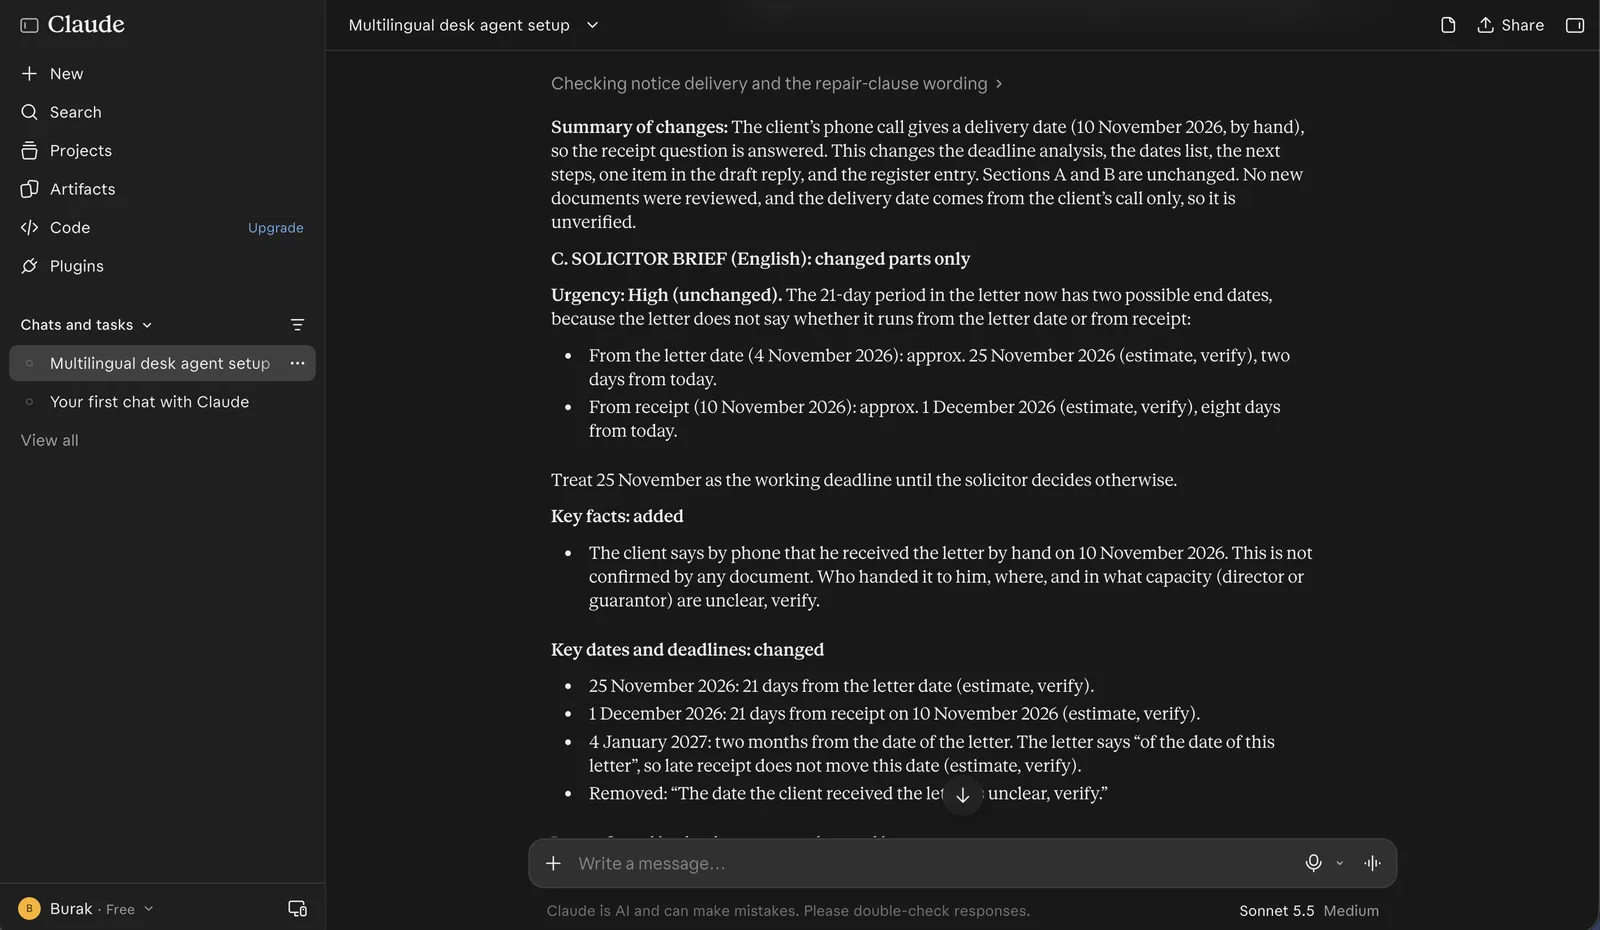 Claude
New
Search
Projects
Artifacts
Code
Upgrade
Plugins
Chats and tasks
Multilingual desk agent setup
Your first chat with Claude
View all
B
Burak · Free
Multilingual desk agent setup
Share
Checking notice delivery and the repair-clause wording
Summary of changes: The client’s phone call gives a delivery date (10 November 2026, by hand),
so the receipt question is answered. This changes the deadline analysis, the dates list, the next
steps, one item in the draft reply, and the register entry. Sections A and B are unchanged. No new
documents were reviewed, and the delivery date comes from the client’s call only, so it is
unverified.
C. SOLICITOR BRIEF (English): changed parts only
Urgency: High (unchanged). The 21-day period in the letter now has two possible end dates,
because the letter does not say whether it runs from the letter date or from receipt:
• From the letter date (4 November 2026): approx. 25 November 2026 (estimate, verify), two
days from today.
• From receipt (10 November 2026): approx. 1 December 2026 (estimate, verify), eight days
from today.
Treat 25 November as the working deadline until the solicitor decides otherwise.
Key facts: added
• The client says by phone that he received the letter by hand on 10 November 2026. This is not
confirmed by any document. Who handed it to him, where, and in what capacity (director or
guarantor) are unclear, verify.
Key dates and deadlines: changed
• 25 November 2026: 21 days from the letter date (estimate, verify).
• 1 December 2026: 21 days from receipt on 10 November 2026 (estimate, verify).
• 4 January 2027: two months from the date of the letter. The letter says “of the date of this
letter”, so late receipt does not move this date (estimate, verify).
• Removed: “The date the client received the unclear, verify.”
Write a message…
Claude is AI and can make mistakes. Please double-check responses.
Sonnet 5.5 Medium